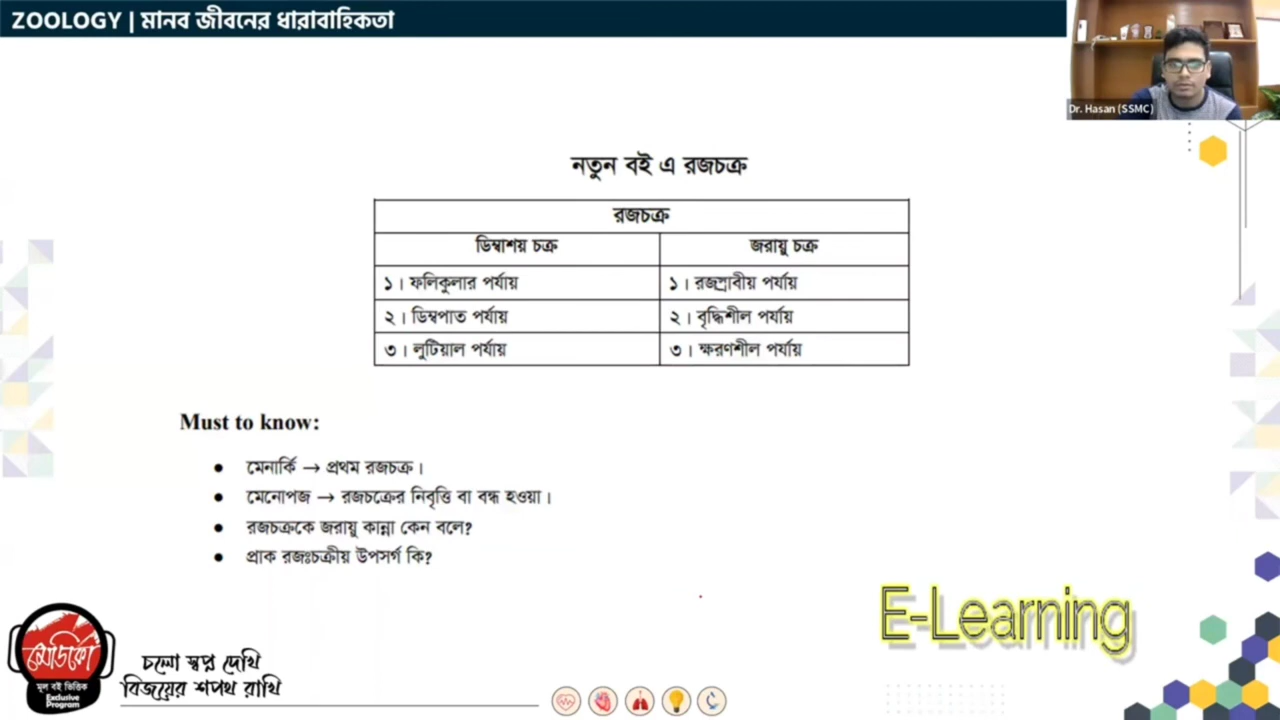 ZOOLOGY | মানব জীবনের ধারাবাহিকতা
Dr. Hasan (SSMC)
নতুন বই এ রজচক্র
রজচক্র
ডিম্বাশয় চক্র জরায়ু চক্র
১। ফলিকুলার পর্যায় ১। রজস্রাবীয় পর্যায়
২। ডিম্বপাত পর্যায় ২। বৃদ্ধিশীল পর্যায়
৩। লুটিয়াল পর্যায় ৩। ক্ষরণশীল পর্যায়
Must to know:
● মেনার্কি → প্রথম রজচক্র।
● মেনোপজ → রজচক্রের নিবৃত্তি বা বন্ধ হওয়া।
● রজচক্রকে জরায়ু কান্না কেন বলে?
● প্রাক রজঃচক্রীয় উপসর্গ কি?
E-Learning
মেডিকো
মূল বই ভিত্তিক
Exclusive
Program
চলো স্বপ্ন দেখি
বিজয়ের শপথ রাখি